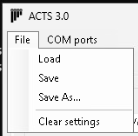 ACTS 3.0
File COM ports
Load
Save
Save As...
Clear settings